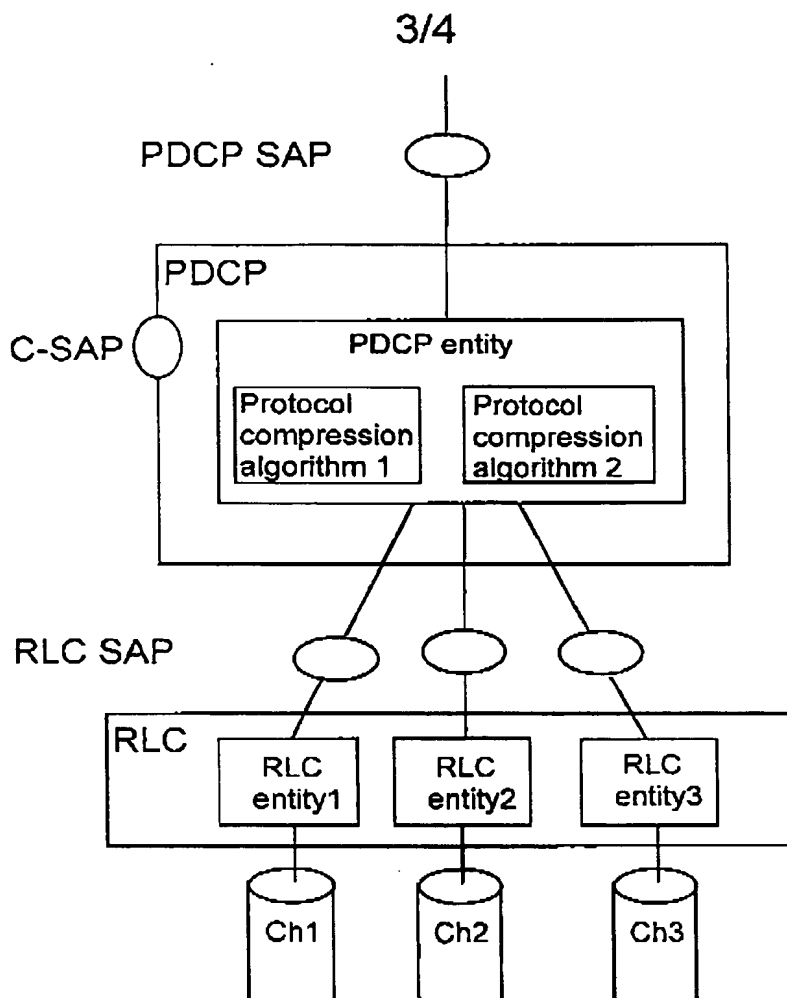 3/4
PDCP SAP
PDCP
C-SAP
PDCP entity
Protocol
compression
algorithm 1
Protocol
compression
algorithm 2
RLC SAP
RLC
RLC
entity1
RLC
entity2
RLC
entity3
Ch1
Ch2
Ch3